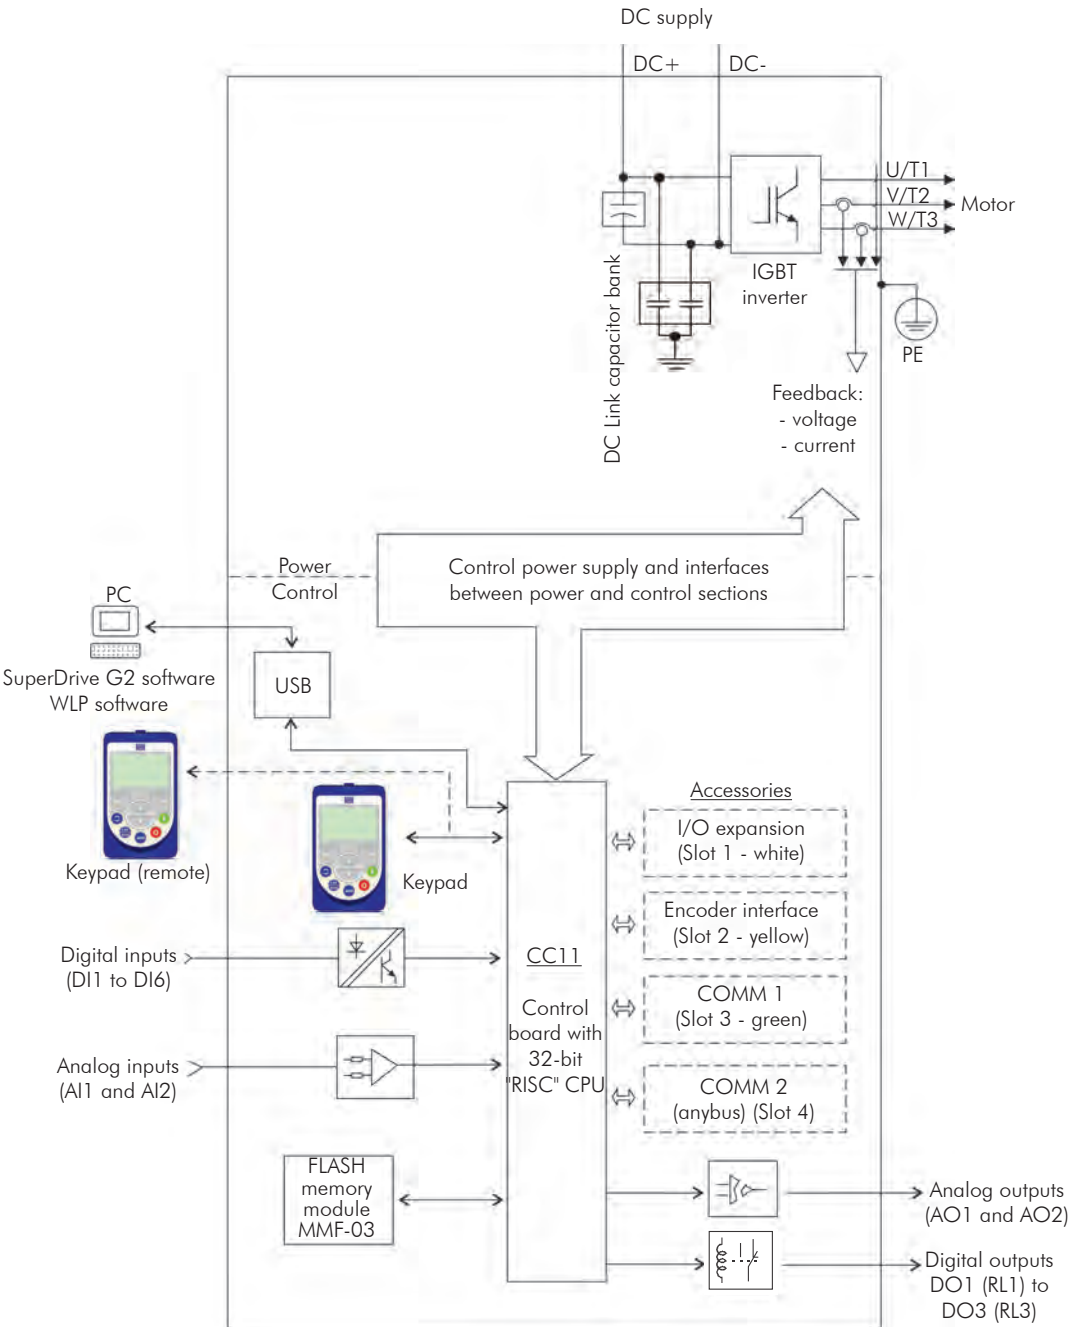 DC supply
DC+
DC-
U/T1
V/T2
W/T3
Motor
IGBT
inverter
DC Link capacitor bank
PE
Feedback:
- voltage
- current
Power
Control
Control power supply and interfaces
between power and control sections
PC
SuperDrive G2 software
WLP software
USB
Keypad (remote)
Keypad
Accessories
I/O expansion
(Slot 1 - white)
Encoder interface
(Slot 2 - yellow)
COMM 1
(Slot 3 - green)
COMM 2
(anybus) (Slot 4)
Digital inputs
(DI1 to DI6)
CC11
Control
board with
32-bit
"RISC" CPU
Analog inputs
(AI1 and AI2)
FLASH
memory
module
MMF-03
Analog outputs
(AO1 and AO2)
Digital outputs
DO1 (RL1) to
DO3 (RL3)